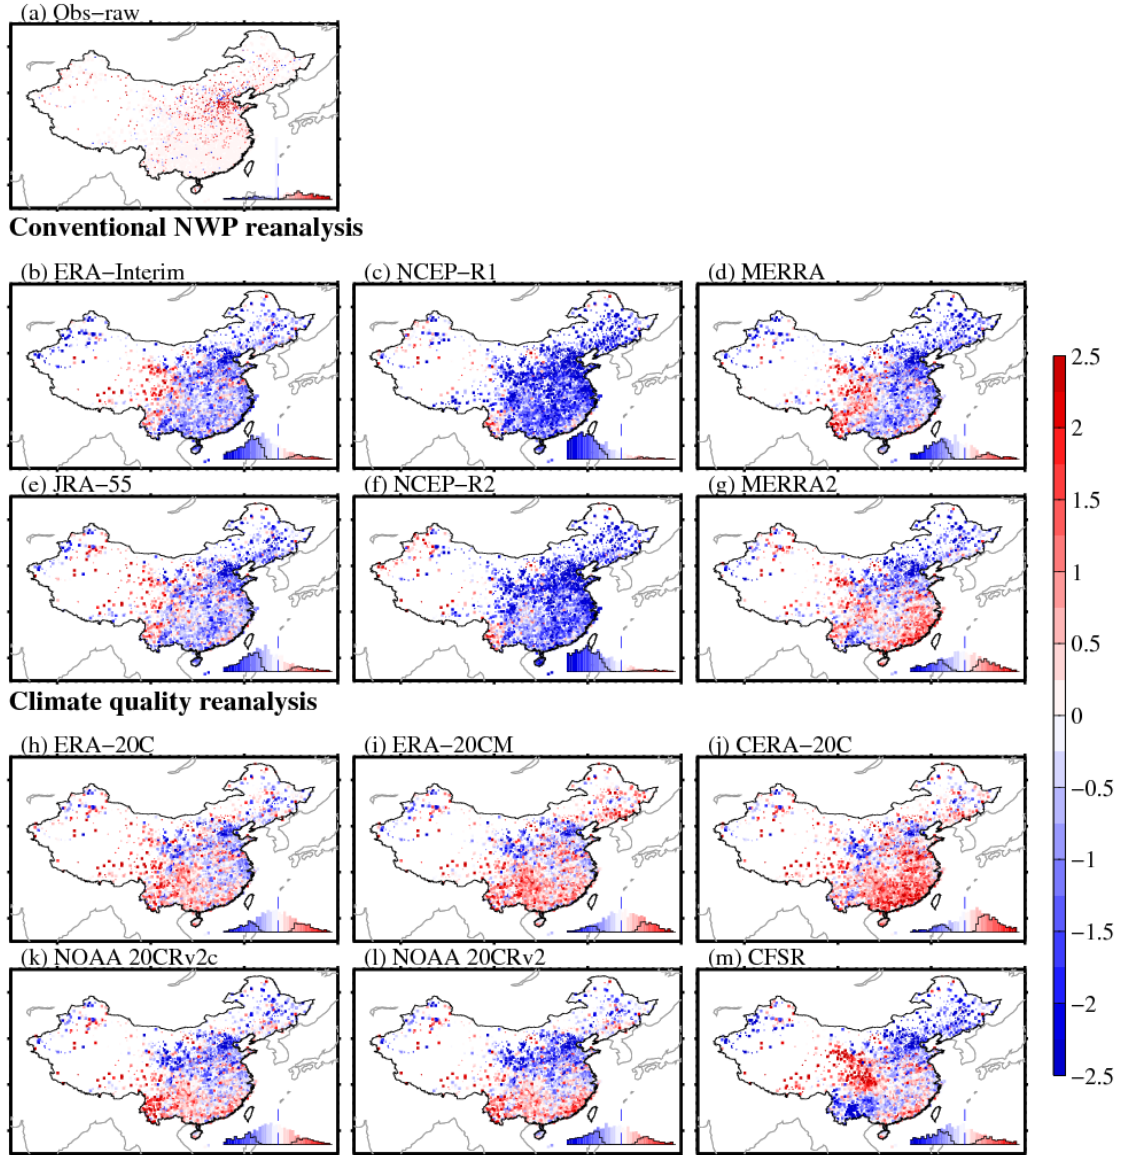 (a) Obs−raw
Conventional NWP reanalysis
(b) ERA−Interim
(c) NCEP−R1
(d) MERRA
(e) JRA−55
(f) NCEP−R2
(g) MERRA2
Climate quality reanalysis
(h) ERA−20C
(i) ERA−20CM
(j) CERA−20C
(k) NOAA 20CRv2c
(l) NOAA 20CRv2
(m) CFSR
2.5
2
1.5
1
0.5
0
−0.5
−1
−1.5
−2
−2.5